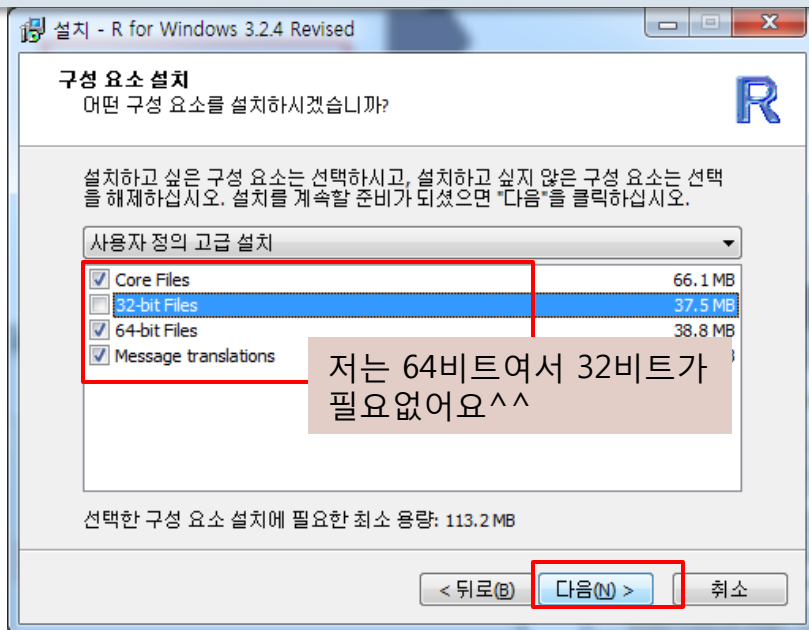 설치 - R for Windows 3.2.4 Revised
구성 요소 설치
어떤 구성 요소를 설치하시겠습니까?
R
설치하고 싶은 구성 요소는 선택하시고, 설치하고 싶지 않은 구성 요소는 선택
을 해제하십시오. 설치를 계속할 준비가 되셨으면 "다음"을 클릭하십시오.
사용자 정의 고급 설치
Core Files 66.1 MB
32-bit Files 37.5 MB
64-bit Files 38.8 MB
Message translations
저는 64비트여서 32비트가
필요없어요^^
선택한 구성 요소 설치에 필요한 최소 용량: 113.2 MB
< 뒤로(B) 다음(N) > 취소